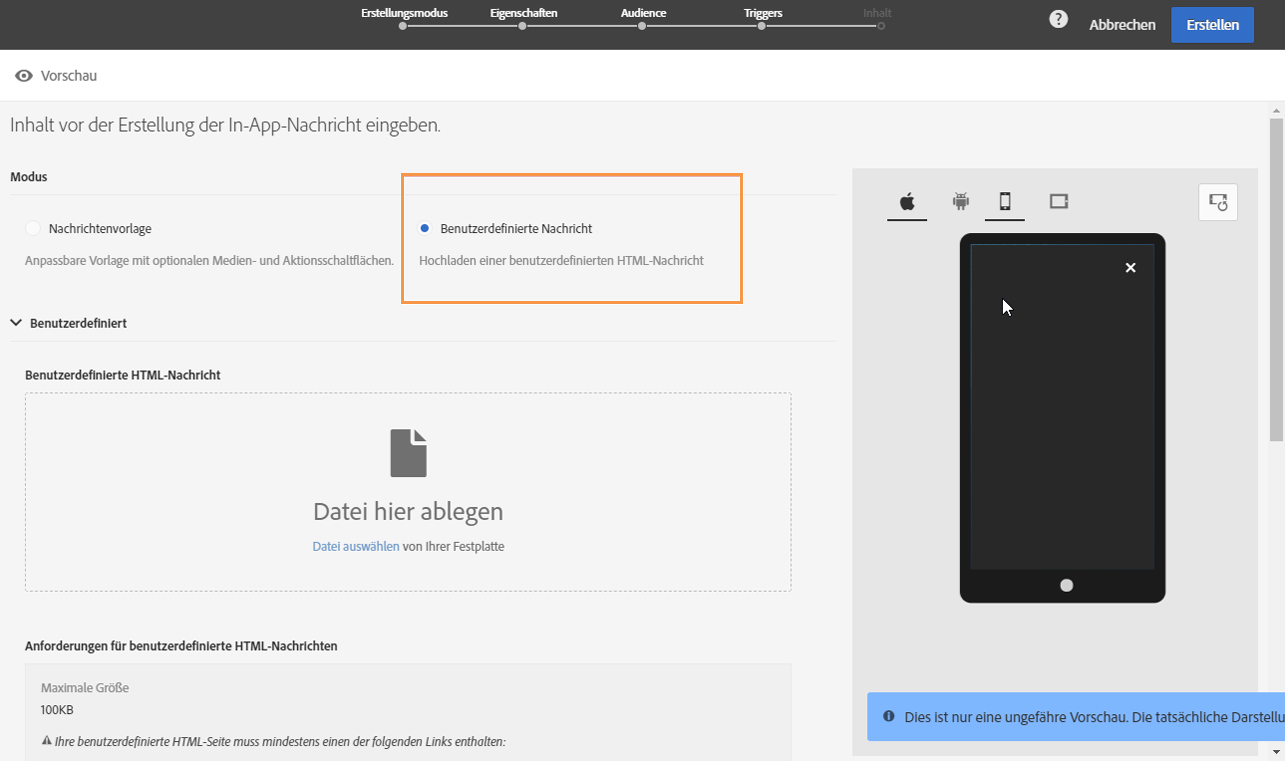 Erstellungsmodus
Eigenschaften
Audience
Triggers
Inhalt
?
Abbrechen
Erstellen
Vorschau
Inhalt vor der Erstellung der In-App-Nachricht eingeben.
Modus
Nachrichtenvorlage
Anpassbare Vorlage mit optionalen Medien- und Aktionsschaltflächen.
Benutzerdefinierte Nachricht
Hochladen einer benutzerdefinierten HTML-Nachricht
Benutzerdefiniert
Benutzerdefinierte HTML-Nachricht
Datei hier ablegen
Datei auswählen von Ihrer Festplatte
Anforderungen für benutzerdefinierte HTML-Nachrichten
Maximale Größe
100KB
Ihre benutzerdefinierte HTML-Seite muss mindestens einen der folgenden Links enthalten:
Dies ist nur eine ungefähre Vorschau. Die tatsächliche Darstellu